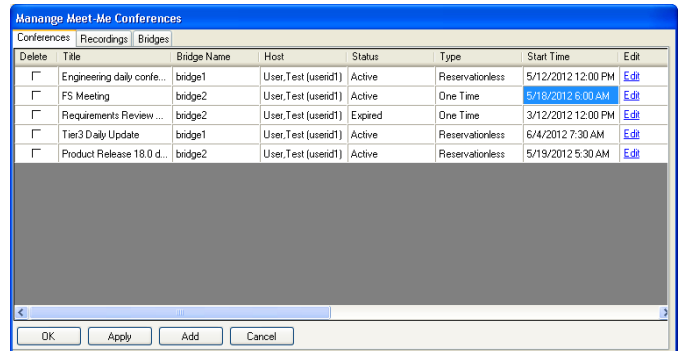 Manange Meet-Me Conferences
Conferences Recordings Bridges
Delete Title Bridge Name Host Status Type Start Time Edit
Engineering daily confe... bridge1 User,Test (userid1) Active Reservationless 5/12/2012 12:00 PM Edit
FS Meeting bridge2 User,Test (userid1) Active One Time 5/18/2012 6:00 AM Edit
Requirements Review ... bridge2 User,Test (userid1) Expired One Time 3/12/2012 12:00 PM Edit
Tier3 Daily Update bridge1 User,Test (userid1) Active Reservationless 6/4/2012 7:30 AM Edit
Product Release 18.0 d... bridge2 User,Test (userid1) Active Reservationless 5/19/2012 5:30 AM Edit
OK Apply Add Cancel